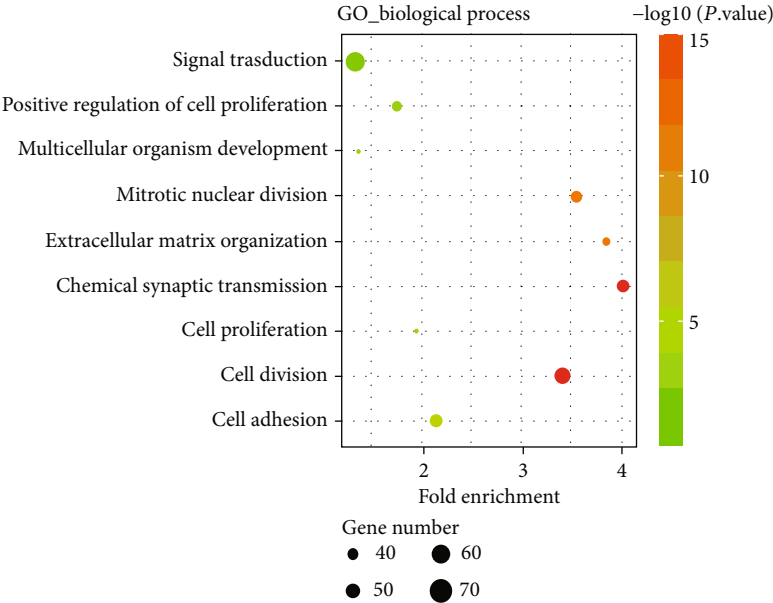 GO_biological process
−log10 (P.value)
Signal trasduction
Positive regulation of cell proliferation
Multicellular organism development
Mitrotic nuclear division
Extracellular matrix organization
Chemical synaptic transmission
Cell proliferation
Cell division
Cell adhesion
15
10
5
2 3 4
Fold enrichment
Gene number
40 60
50 70